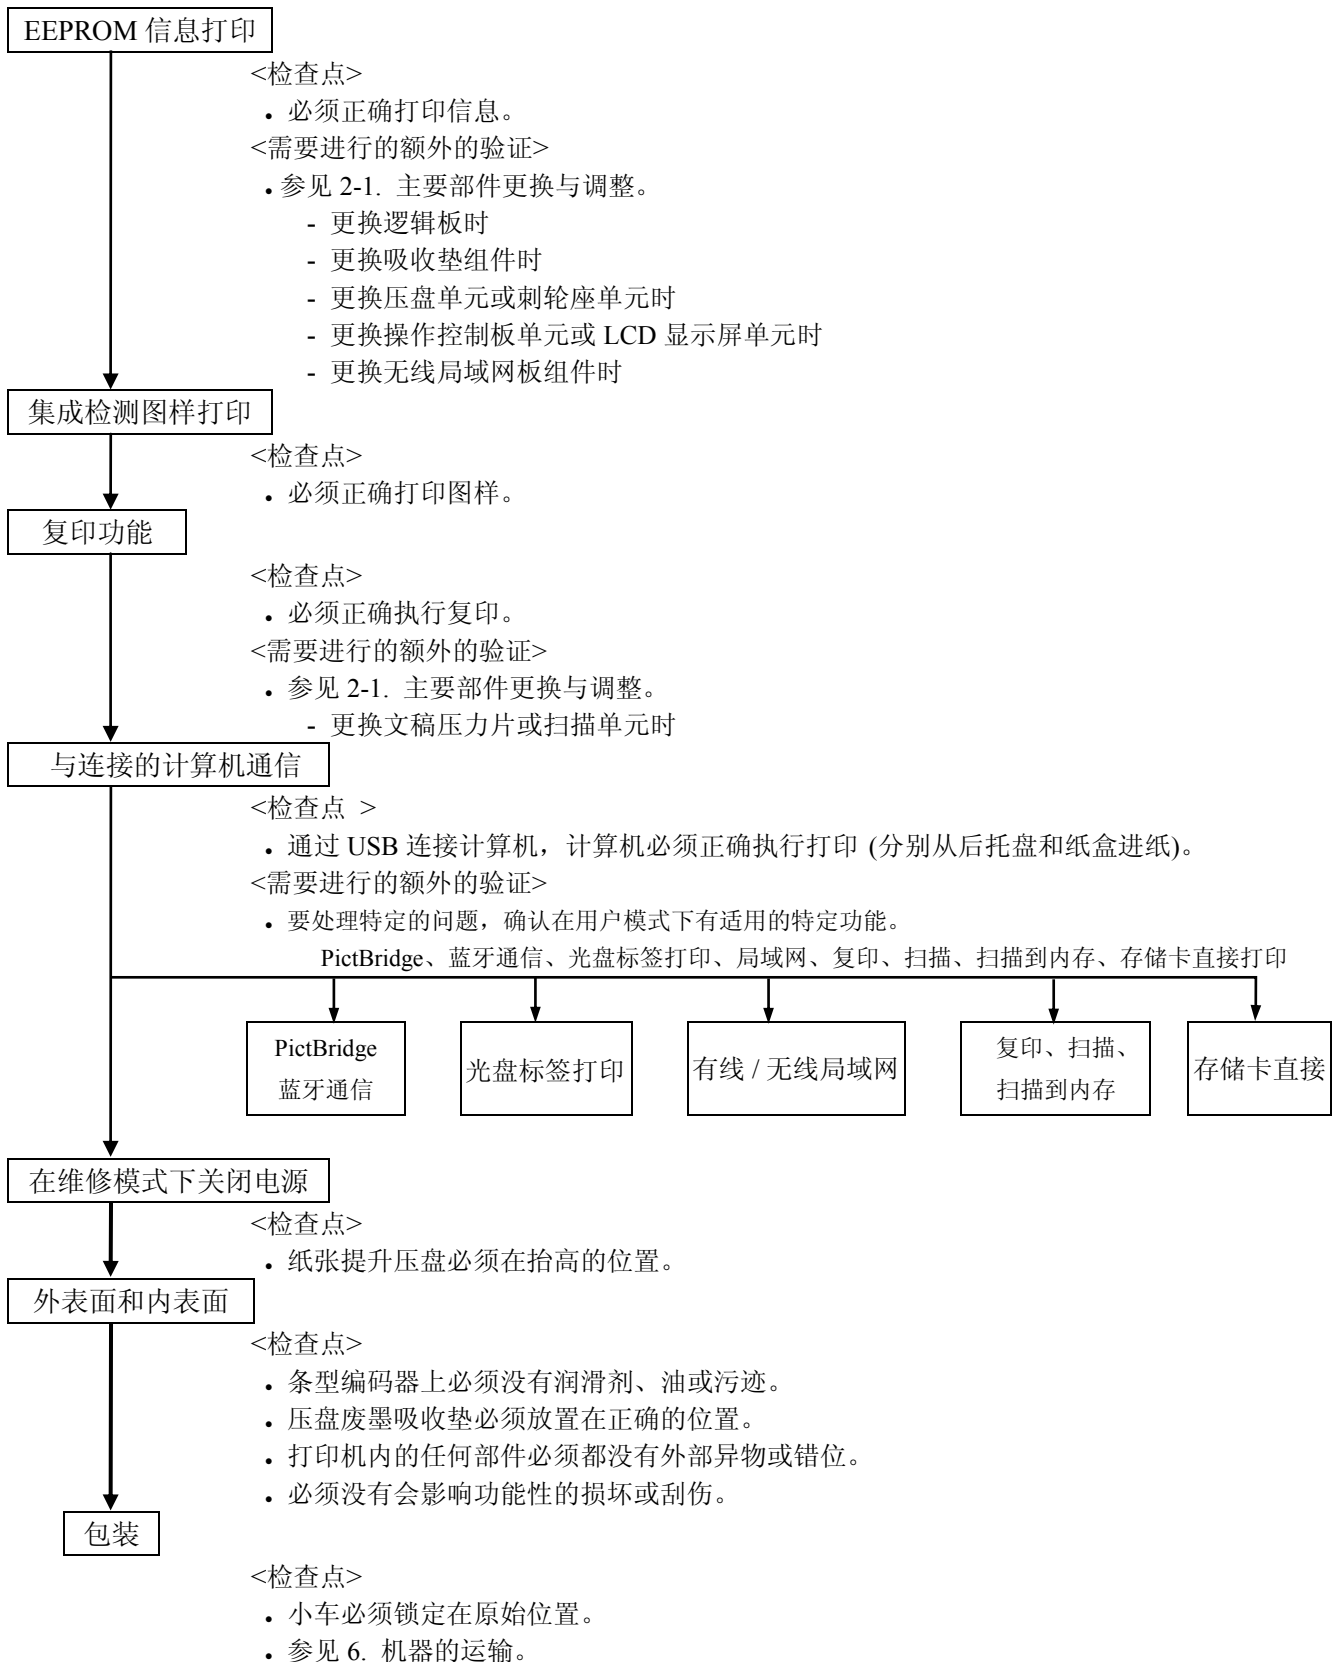 EEPROM 信息打印
<检查点>
• 必须正确打印信息。
<需要进行的额外的验证>
• 参见 2-1. 主要部件更换与调整。
- 更换逻辑板时
- 更换吸收垫组件时
- 更换压盘单元或刺轮座单元时
- 更换操作控制板单元或 LCD 显示屏单元时
- 更换无线局域网板组件时
集成检测图样打印
<检查点>
• 必须正确打印图样。
复印功能
<检查点>
• 必须正确执行复印。
<需要进行的额外的验证>
• 参见 2-1. 主要部件更换与调整。
- 更换文稿压力片或扫描单元时
与连接的计算机通信
<检查点 >
• 通过 USB 连接计算机，计算机必须正确执行打印 (分别从后托盘和纸盒进纸)。
<需要进行的额外的验证>
• 要处理特定的问题，确认在用户模式下有适用的特定功能。
PictBridge、蓝牙通信、光盘标签打印、局域网、复印、扫描、扫描到内存、存储卡直接打印
PictBridge
蓝牙通信
光盘标签打印
有线 / 无线局域网
复印、扫描、
扫描到内存
存储卡直接
在维修模式下关闭电源
<检查点>
• 纸张提升压盘必须在抬高的位置。
外表面和内表面
<检查点>
• 条型编码器上必须没有润滑剂、油或污迹。
• 压盘废墨吸收垫必须放置在正确的位置。
• 打印机内的任何部件必须都没有外部异物或错位。
• 必须没有会影响功能性的损坏或刮伤。
包装
<检查点>
• 小车必须锁定在原始位置。
• 参见 6. 机器的运输。